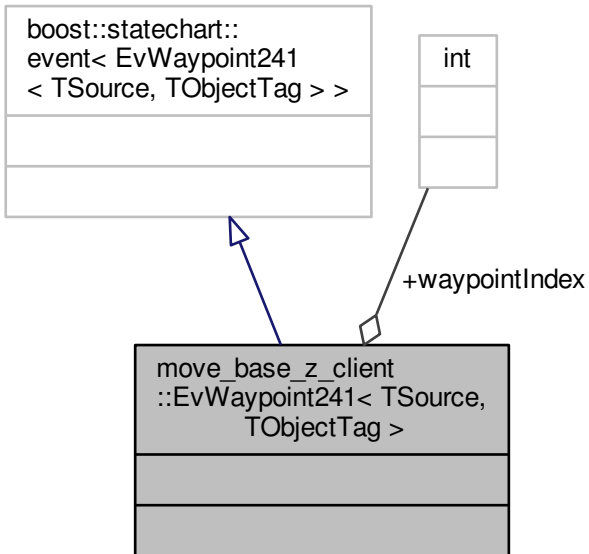 boost::statechart::
event< EvWaypoint241
< TSource, TObjectTag > >
int
+waypointIndex
move_base_z_client
::EvWaypoint241< TSource,
TObjectTag >